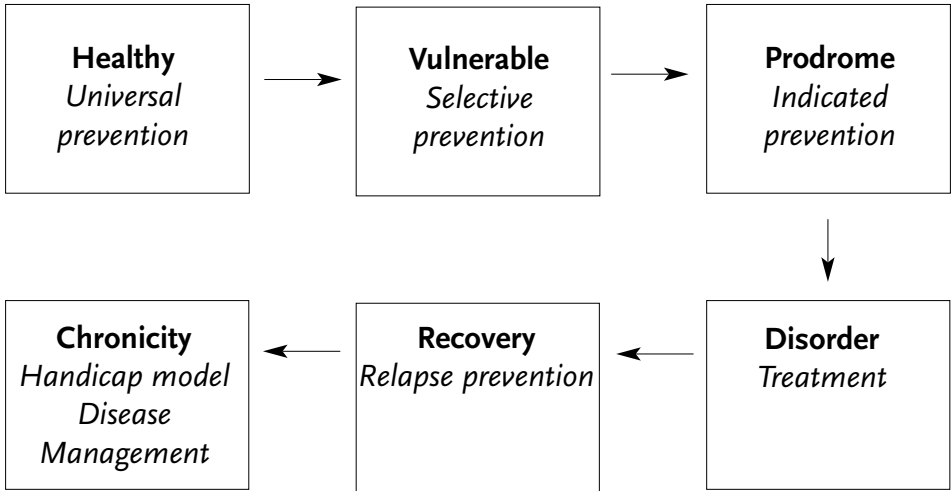 Healthy
Universal
prevention
Vulnerable
Selective
prevention
Prodrome
Indicated
prevention
Chronicity
Handicap model
Disease
Management
Recovery
Relapse prevention
Disorder
Treatment